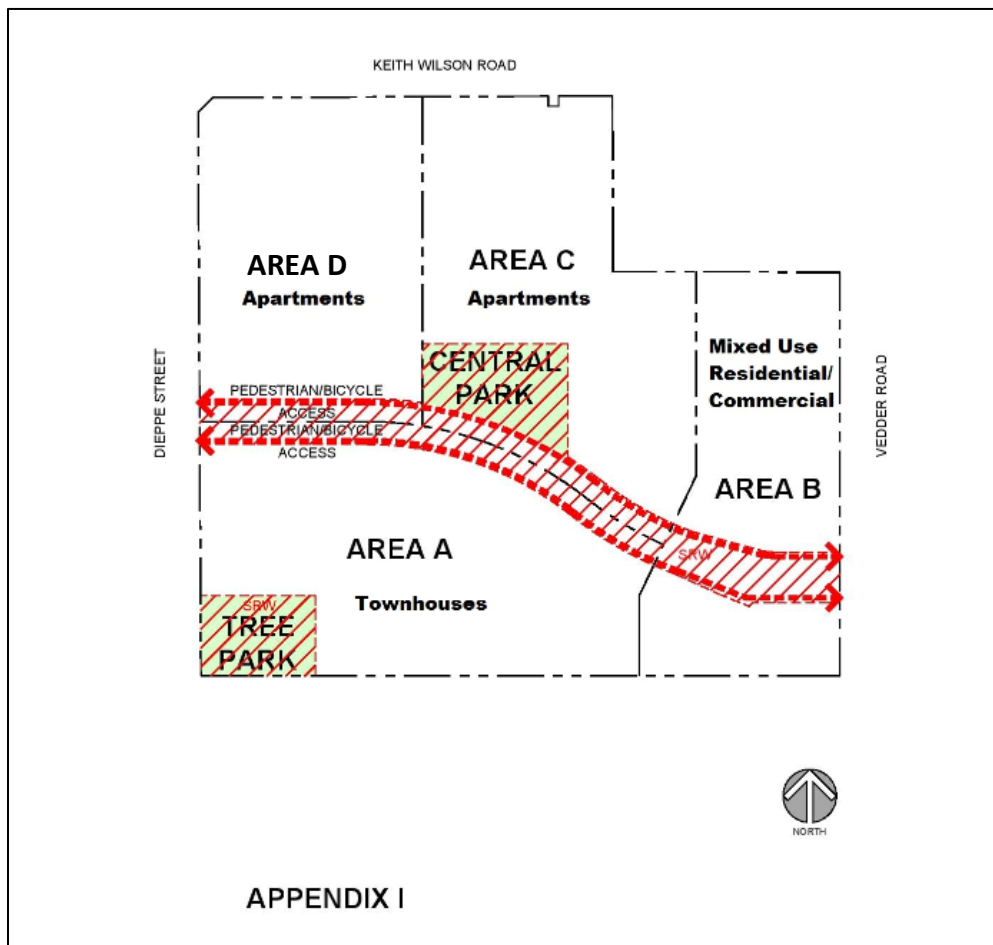 KEITH WILSON ROAD
AREA D
Apartments
AREA C
Apartments
DIEPPE STREET
VEDDER ROAD
Mixed Use
Residential/
Commercial
AREA B
CENTRAL
PARK
PEDESTRIAN/BICYCLE
ACCESS
PEDESTRIAN/BICYCLE
ACCESS
SRW
AREA A
Townhouses
SRW
TREE
PARK
NORTH
APPENDIX I